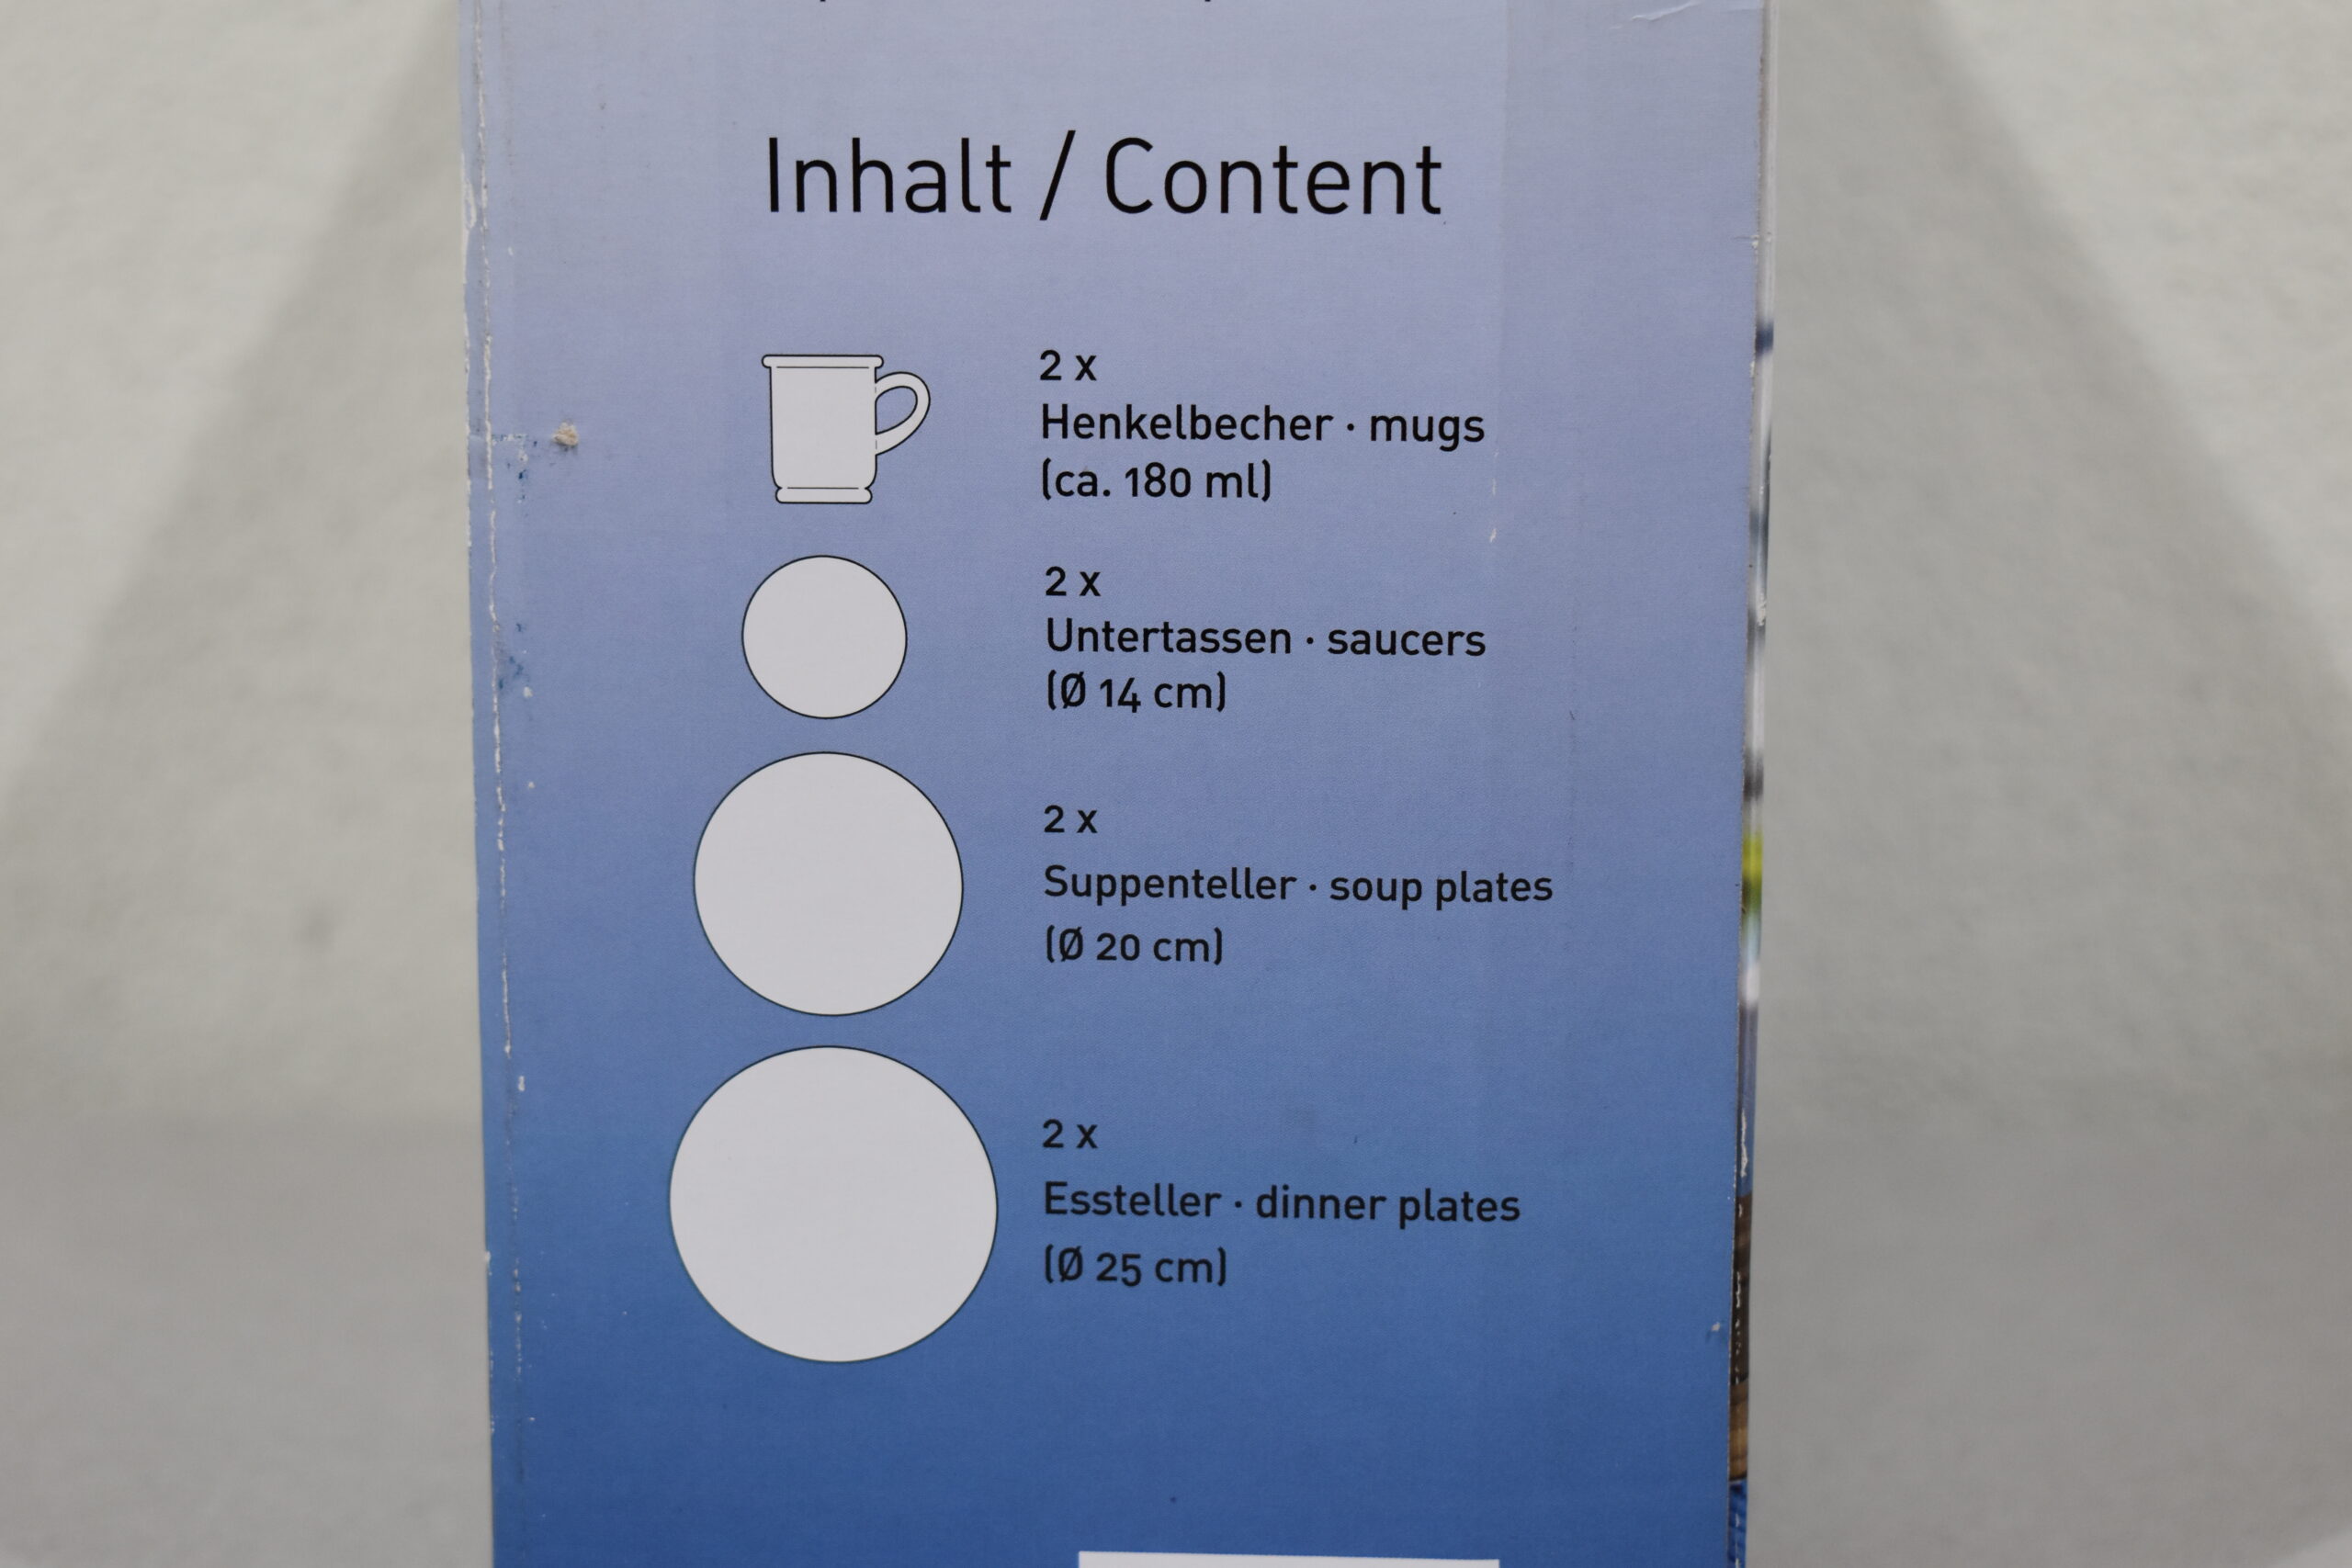 Inhalt / Content
2 x
Henkelbecher · mugs
(ca. 180 ml)
2 x
Untertassen · saucers
(Ø 14 cm)
2 x
Suppenteller · soup plates
(Ø 20 cm)
2 x
Essteller · dinner plates
(Ø 25 cm)